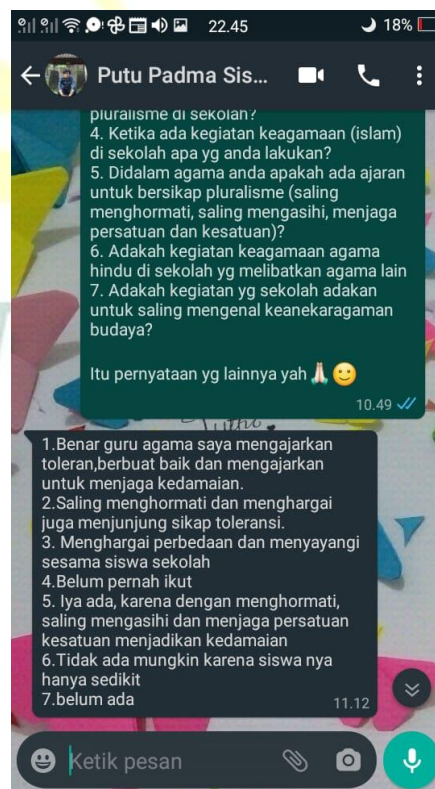 22.45
18%
Putu Padma Sis...
pluralisme di sekolah?
4. Ketika ada kegiatan keagamaan (islam)
di sekolah apa yg anda lakukan?
5. Didalam agama anda apakah ada ajaran
untuk bersikap pluralisme (saling
menghormati, saling mengasihi, menjaga
persatuan dan kesatuan)?
6. Adakah kegiatan keagamaan agama
hindu di sekolah yg melibatkan agama lain
7. Adakah kegiatan yg sekolah adakan
untuk saling mengenal keanekaragaman
budaya?
Itu pernyataan yg lainnya yah 🙏🏻🙂
10.49
1.Benar guru agama saya mengajarkan
toleran,berbuat baik dan mengajarkan
untuk menjaga kedamaian.
2.Saling menghormati dan menghargai
juga menjunjung sikap toleransi.
3. Menghargai perbedaan dan menyayangi
sesama siswa sekolah
4.Belum pernah ikut
5. Iya ada, karena dengan menghormati,
saling mengasihi dan menjaga persatuan
kesatuan menjadikan kedamaian
6.Tidak ada mungkin karena siswa nya
hanya sedikit
7.belum ada
11.12
Ketik pesan